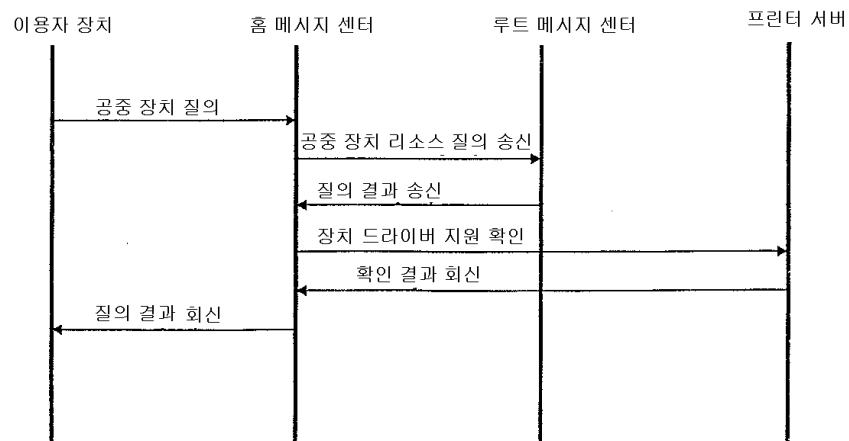 이용자 장치
홈 메시지 센터
루트 메시지 센터
프린터 서버
공중 장치 질의
공중 장치 리소스 질의 송신
질의 결과 송신
장치 드라이버 지원 확인
확인 결과 회신
질의 결과 회신